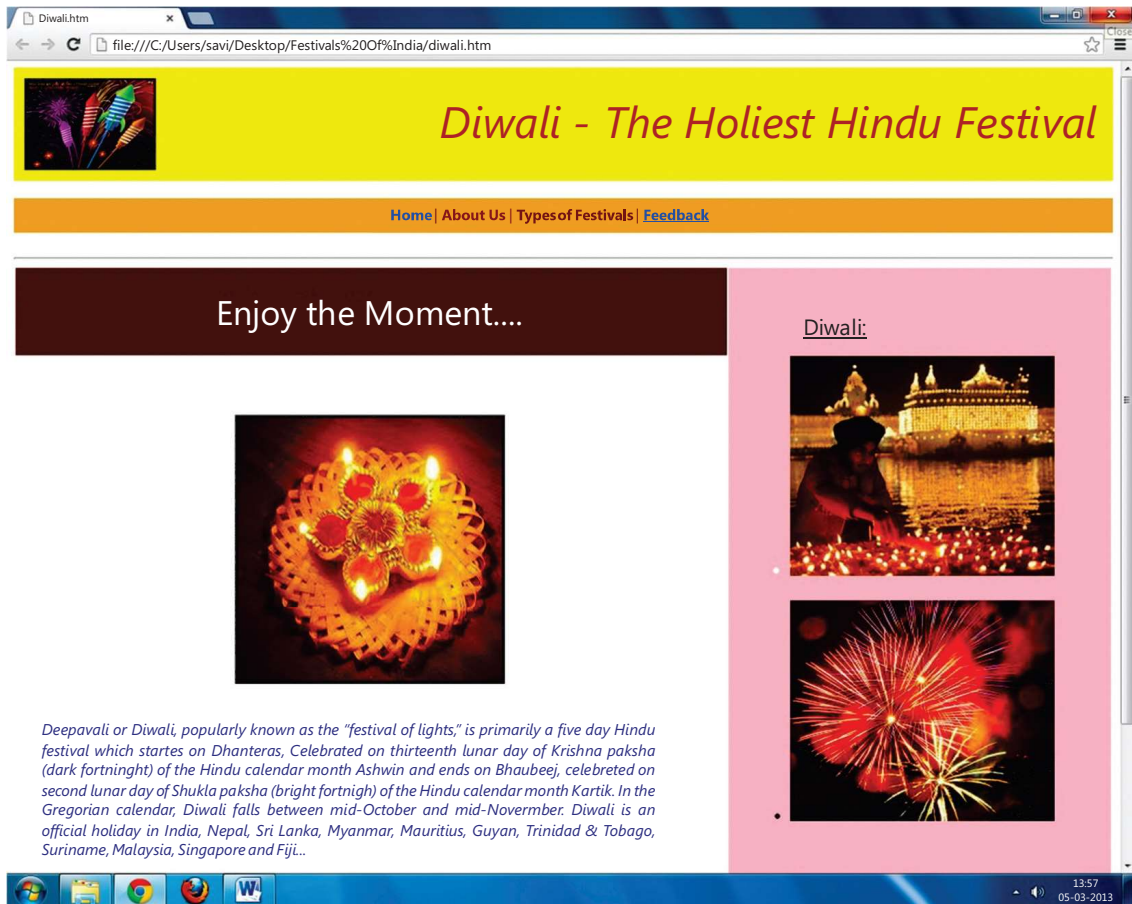 Diwali.htm
Close
file:///C:/Users/savi/Desktop/Festivals%20Of%India/diwali.htm
Diwali - The Holiest Hindu Festival
Home| About Us | Types of Festivals | Feedback
Enjoy the Moment....
Diwali:
Deepavali or Diwali, popularly known as the “festival of lights,” is primarily a five day Hindu
festival which startes on Dhanteras, Celebrated on thirteenth lunar day of Krishna paksha
(dark fortninght) of the Hindu calendar month Ashwin and ends on Bhaubeej, celebreted on
second lunar day of Shukla paksha (bright fortnigh) of the Hindu calendar month Kartik. In the
Gregorian calendar, Diwali falls between mid-October and mid-Novermber. Diwali is an
official holiday in India, Nepal, Sri Lanka, Myanmar, Mauritius, Guyan, Trinidad & Tobago,
Suriname, Malaysia, Singapore and Fiji...
13:57
05-03-2013